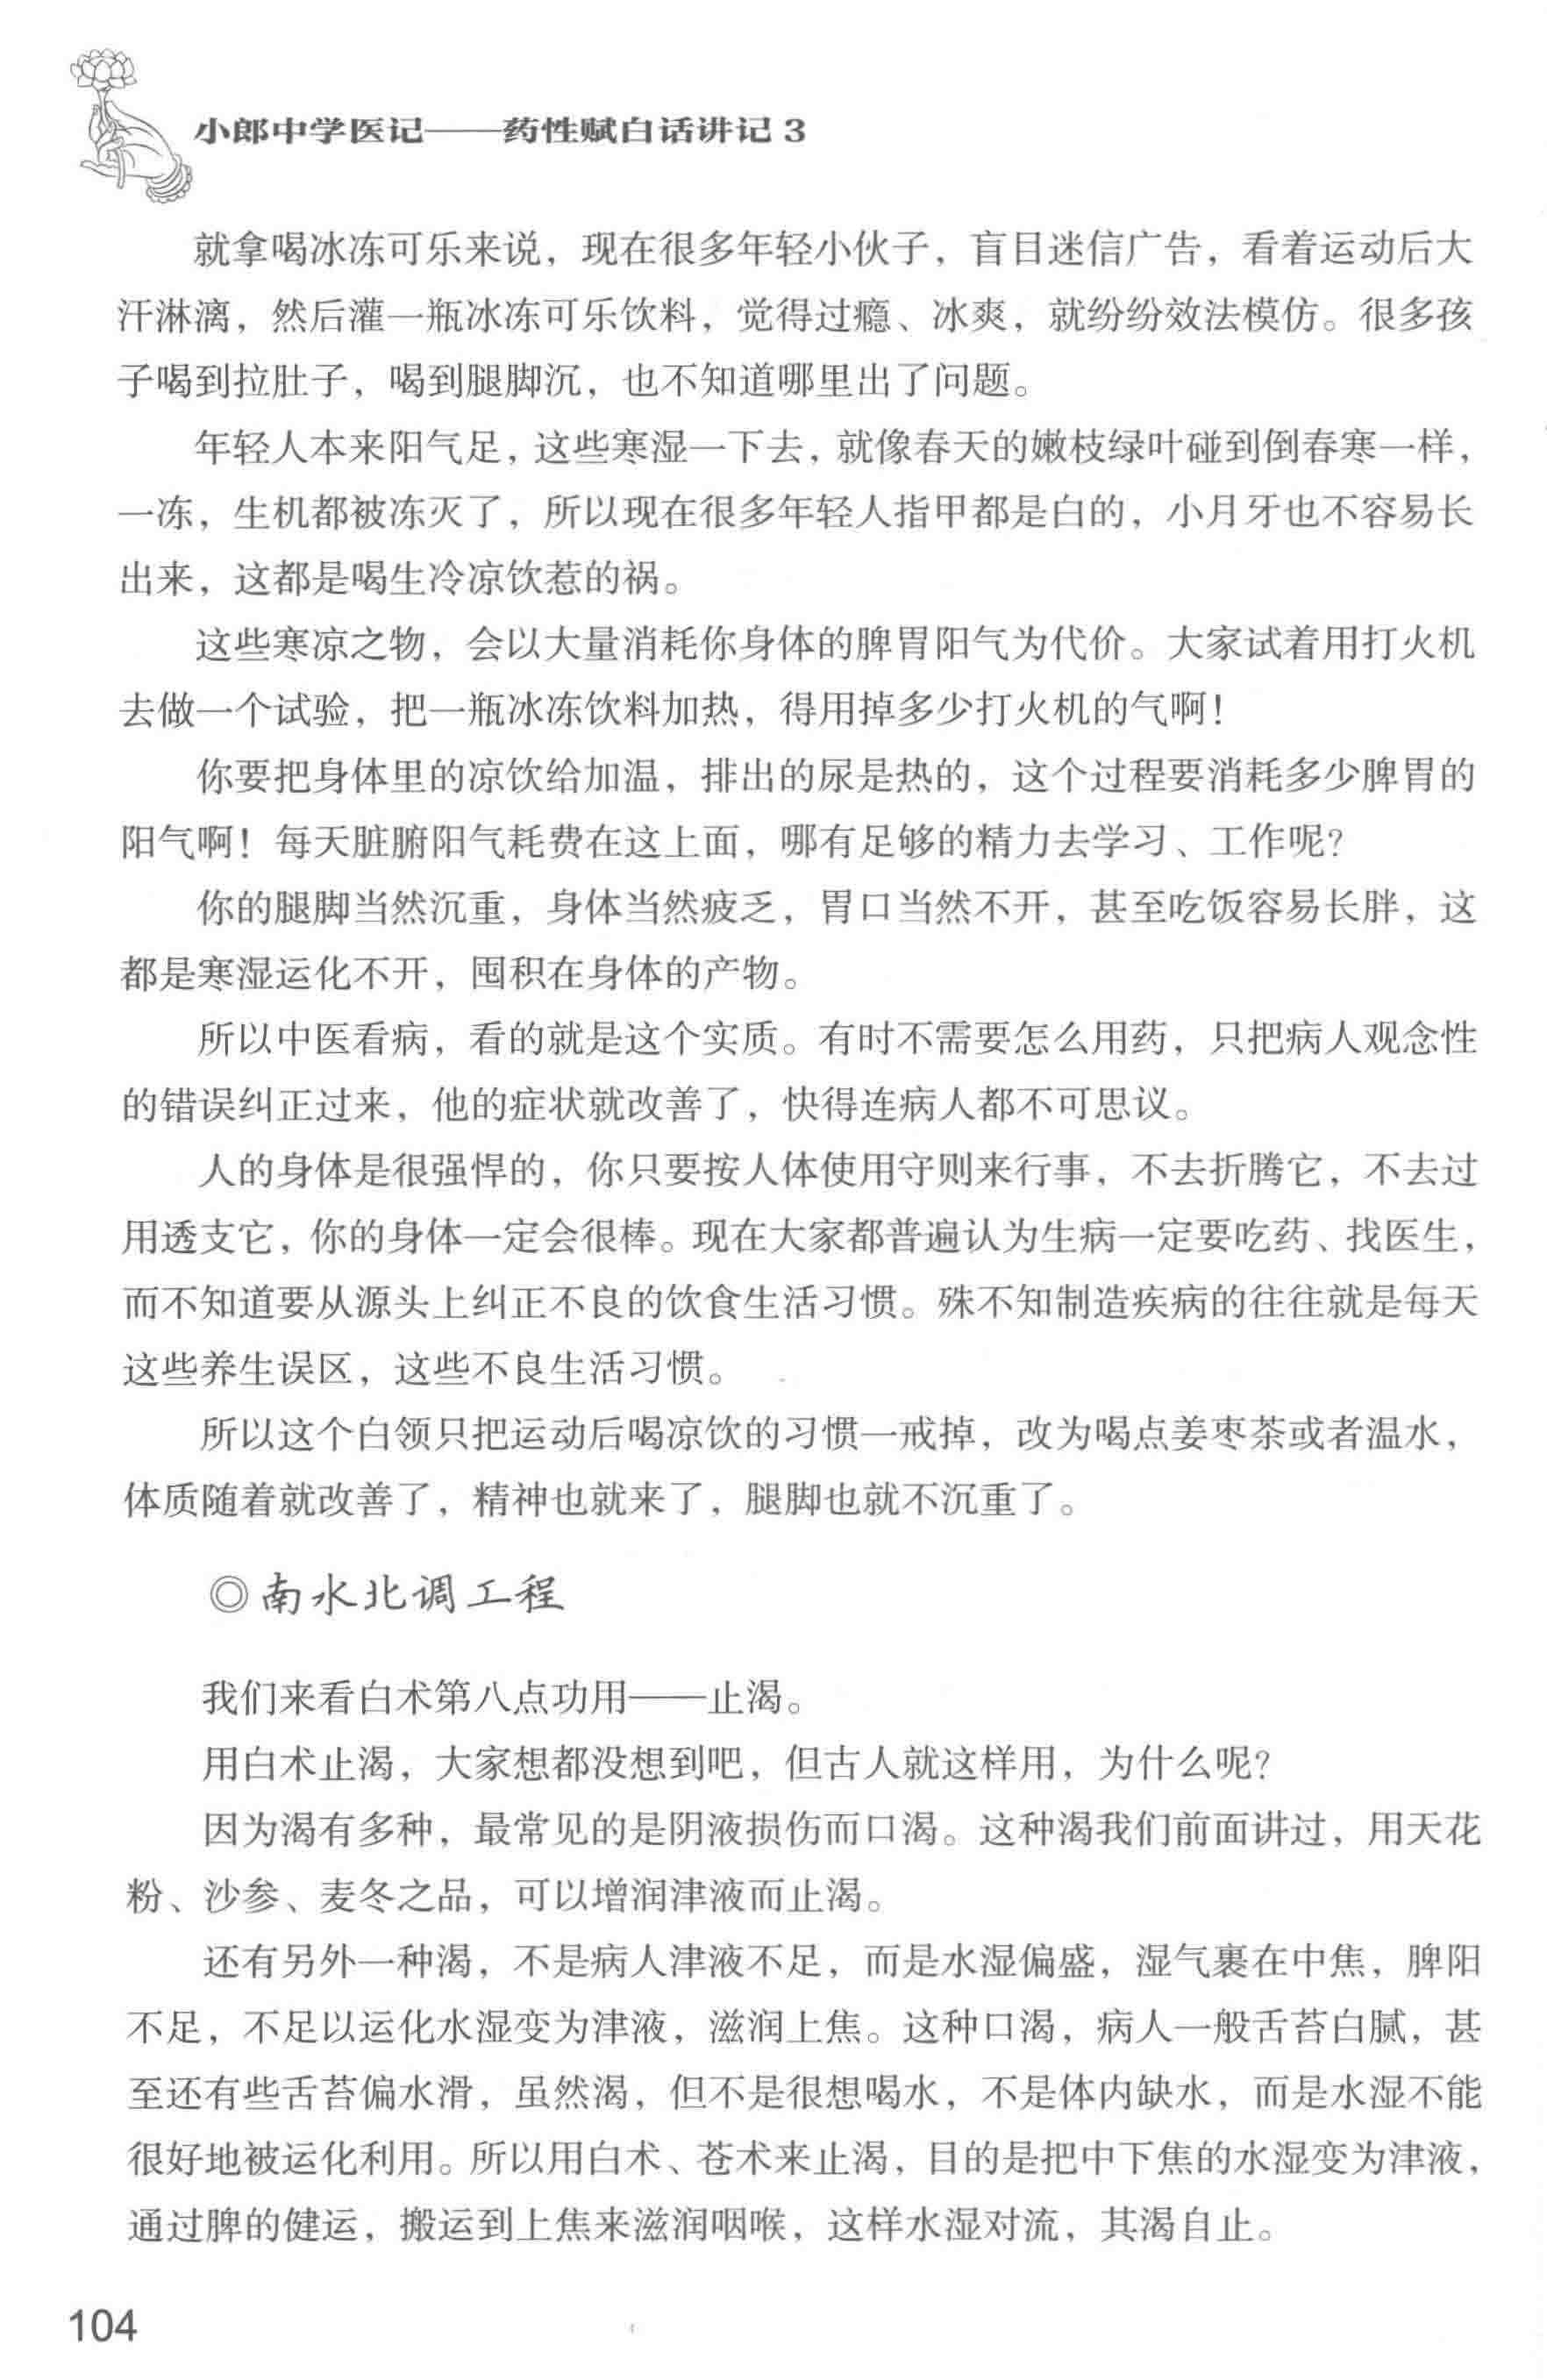 小郎中学医记——药性赋白话讲记 3
就拿喝冰冻可乐来说，现在很多年轻小伙子，盲目迷信广告，看着运动后大
汗淋漓，然后灌一瓶冰冻可乐饮料，觉得过瘾、冰爽，就纷纷效法模仿。很多孩
子喝到拉肚子，喝到腿脚沉，也不知道哪里出了问题。
年轻人本来阳气足，这些寒湿一下去，就像春天的嫩枝绿叶碰到倒春寒一样，
一冻，生机都被冻灭了，所以现在很多年轻人指甲都是白的，小月牙也不容易长
出来，这都是喝生冷凉饮惹的祸。
这些寒凉之物，会以大量消耗你身体的脾胃阳气为代价。大家试着用打火机
去做一个试验，把一瓶冰冻饮料加热，得用掉多少打火机的气啊！
你要把身体里的凉饮给加温，排出的尿是热的，这个过程要消耗多少脾胃的
阳气啊！每天脏腑阳气耗费在这上面，哪有足够的精力去学习、工作呢？
你的腿脚当然沉重，身体当然疲乏，胃口当然不开，甚至吃饭容易长胖，这
都是寒湿运化不开，囤积在身体的产物。
所以中医看病，看的就是这个实质。有时不需要怎么用药，只把病人观念性
的错误纠正过来，他的症状就改善了，快得连病人都不可思议。
人的身体是很强悍的，你只要按人体使用守则来行事，不去折腾它，不去过
用透支它，你的身体一定会很棒。现在大家都普遍认为生病一定要吃药、找医生，
而不知道要从源头上纠正不良的饮食生活习惯。殊不知制造疾病的往往就是每天
这些养生误区，这些不良生活习惯。
所以这个白领只把运动后喝凉饮的习惯一戒掉，改为喝点姜枣茶或者温水，
体质随着就改善了，精神也就来了，腿脚也就不沉重了。
◎南水北调工程
我们来看白术第八点功用——止渴。
用白术止渴，大家想都没想到吧，但古人就这样用，为什么呢？
因为渴有多种，最常见的是阴液损伤而口渴。这种渴我们前面讲过，用天花
粉、沙参、麦冬之品，可以增润津液而止渴。
还有另外一种渴，不是病人津液不足，而是水湿偏盛，湿气裹在中焦，脾阳
不足，不足以运化水湿变为津液，滋润上焦。这种口渴，病人一般舌苔白腻，甚
至还有些舌苔偏水滑，虽然渴，但不是很想喝水，不是体内缺水，而是水湿不能
很好地被运化利用。所以用白术、苍术来止渴，目的是把中下焦的水湿变为津液，
通过脾的健运，搬运到上焦来滋润咽喉，这样水湿对流，其渴自止。
104